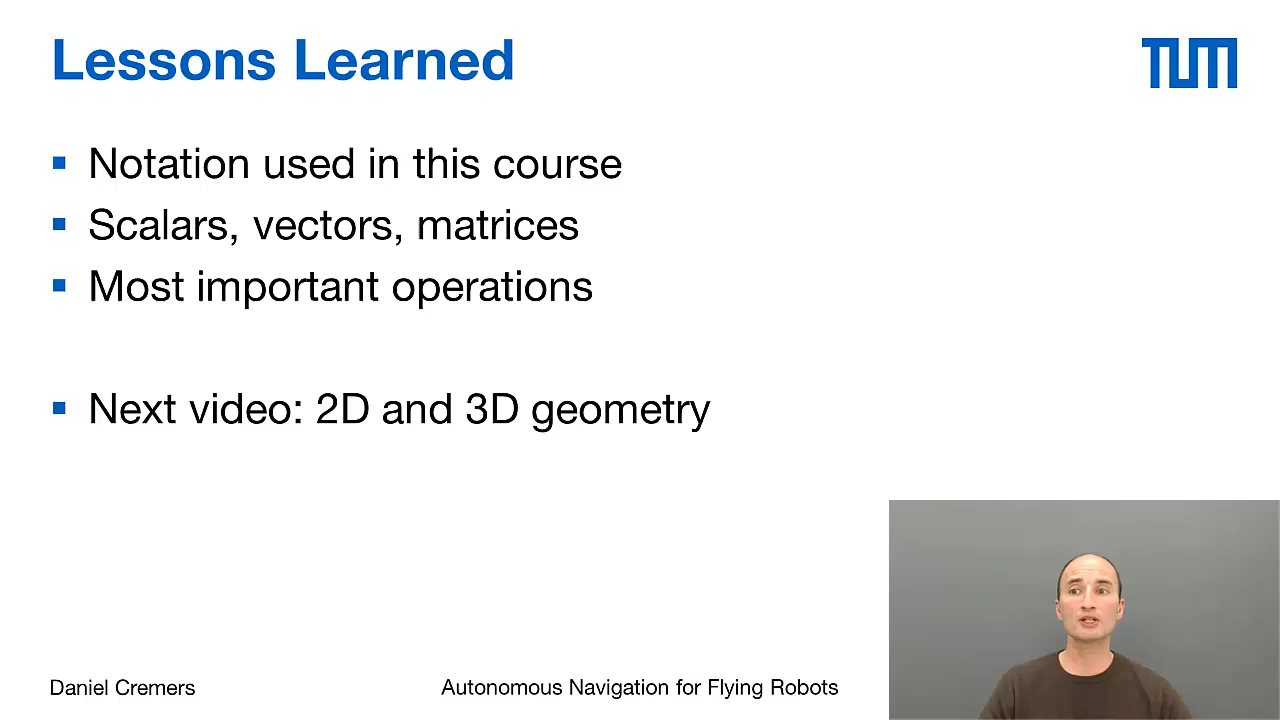 Lessons Learned
TUM
Notation used in this course
Scalars, vectors, matrices
Most important operations
Next video: 2D and 3D geometry
Daniel Cremers
Autonomous Navigation for Flying Robots